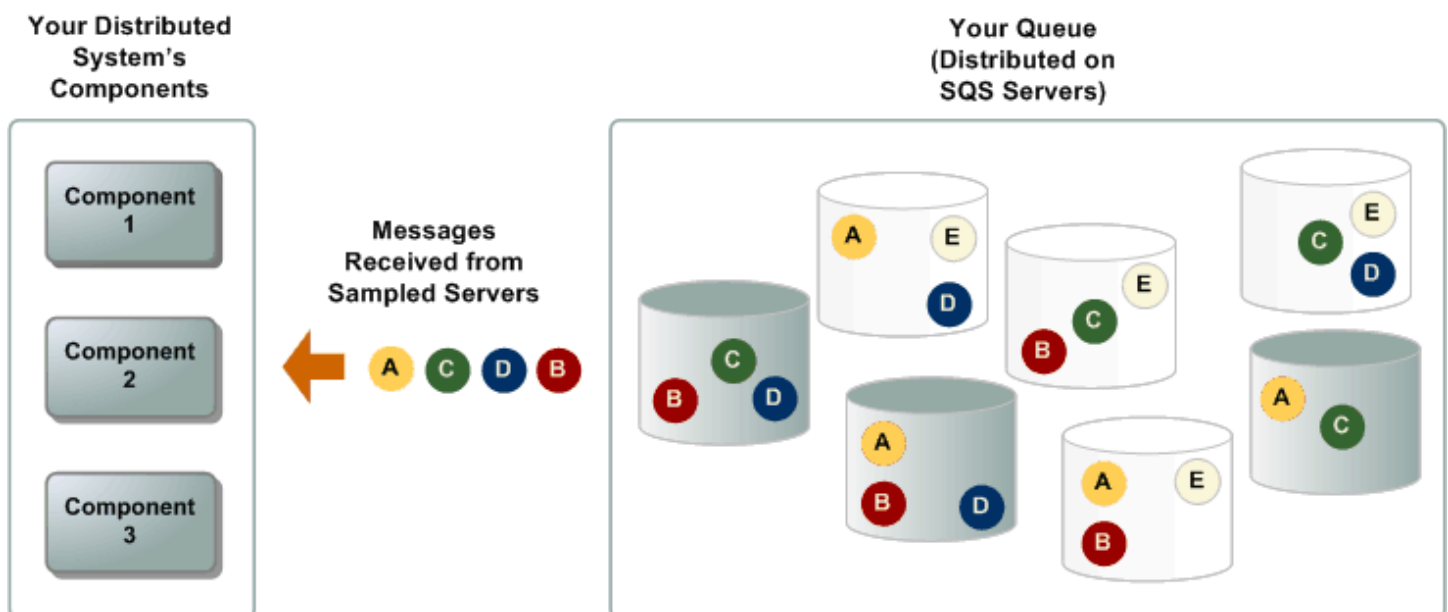 Your Distributed
System's
Components
Component
1
Component
2
Component
3
Messages
Received from
Sampled Servers
A C D B
Your Queue
(Distributed on
SQS Servers)
C
B D
A E
D
E
C
B
E
C
D
A
B D
A E
B
A
C